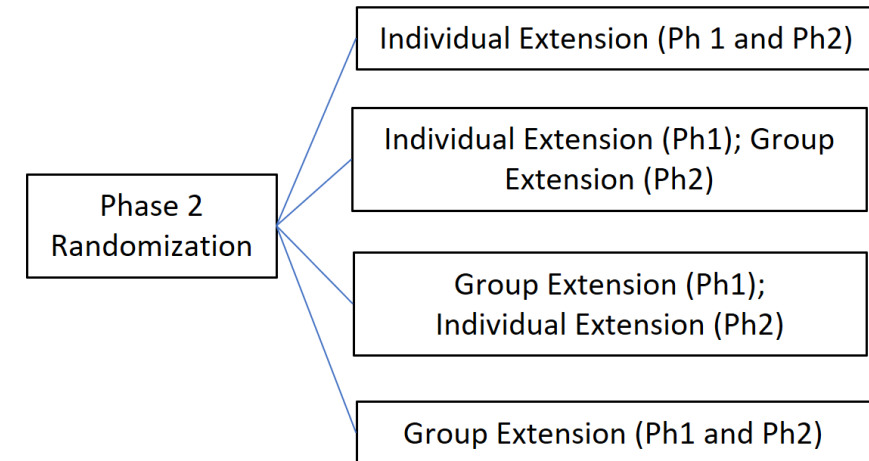 Individual Extension (Ph 1 and Ph2)
Individual Extension (Ph1); Group
Extension (Ph2)
Phase 2
Randomization
Group Extension (Ph1);
Individual Extension (Ph2)
Group Extension (Ph1 and Ph2)